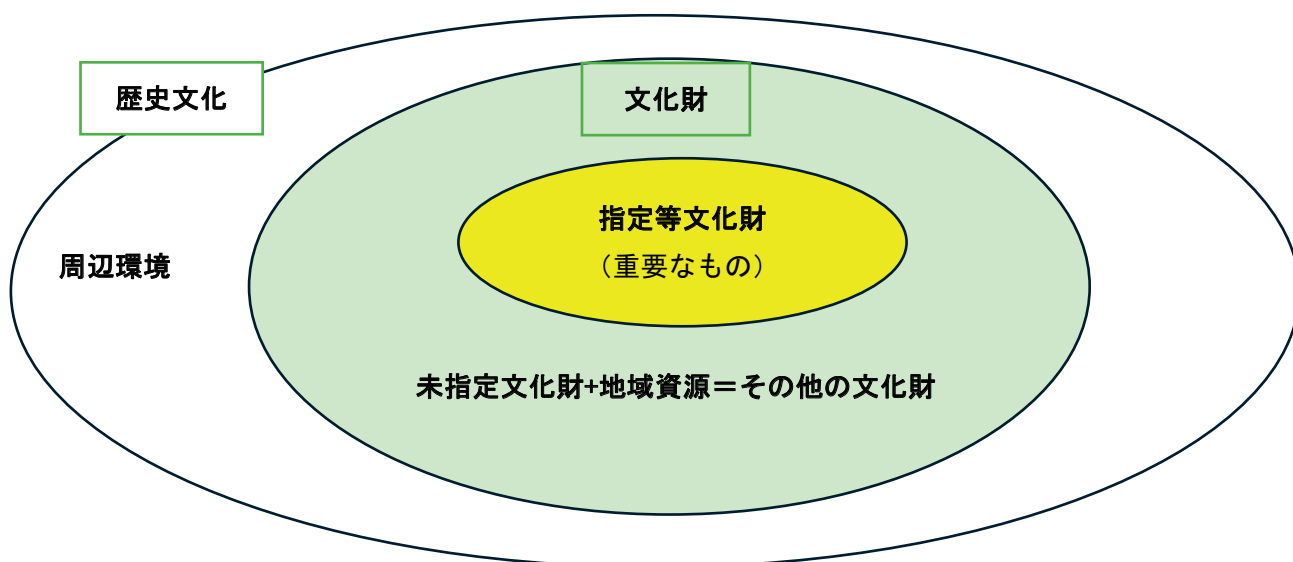 歴史文化
文化財
指定等文化財
（重要なもの）
周辺環境
未指定文化財+地域資源＝その他の文化財